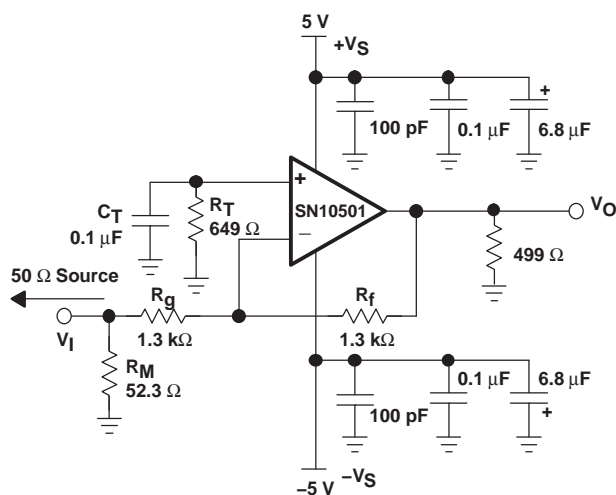 5 V
+VS
+
100 pF
0.1 µF
6.8 µF
+
SN10501
−
CT
0.1 µF
RT
649 Ω
VO
499 Ω
50 Ω Source
VI
Rg
1.3 kΩ
Rf
1.3 kΩ
RM
52.3 Ω
0.1 µF
6.8 µF
100 pF
+
−5 V
−VS